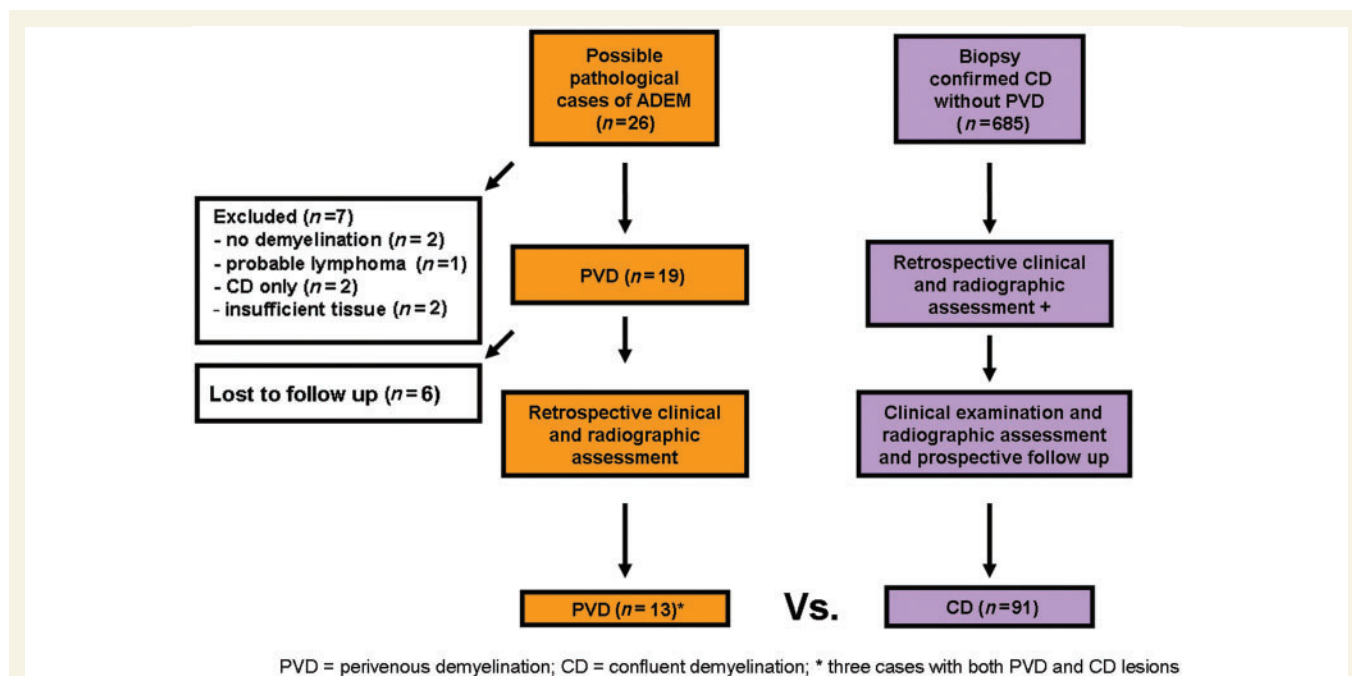 Possible
pathological
cases of ADEM
(n=26)
Biopsy
confirmed CD
without PVD
(n=685)
Excluded (n=7)
- no demyelination (n= 2)
- probable lymphoma (n=1)
- CD only (n= 2)
- insufficient tissue (n= 2)
PVD (n=19)
Retrospective clinical
and radiographic
assessment +
Lost to follow up (n=6)
Retrospective clinical
and radiographic
assessment
Clinical examination and
radiographic assessment
and prospective follow up
PVD (n=13)*
Vs.
CD (n=91)
PVD = perivenous demyelination; CD = confluent demyelination; * three cases with both PVD and CD lesions